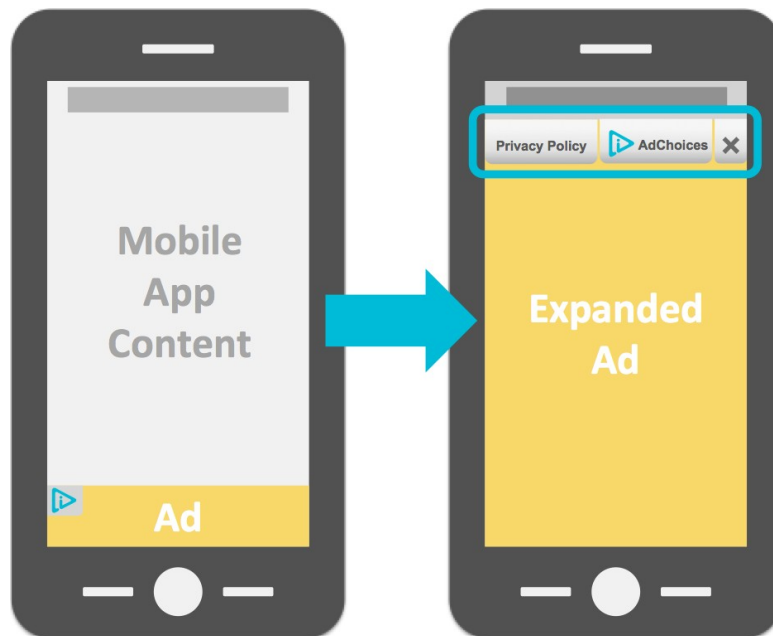 Mobile
App
Content
Ad
Privacy Policy
AdChoices
Expanded
Ad